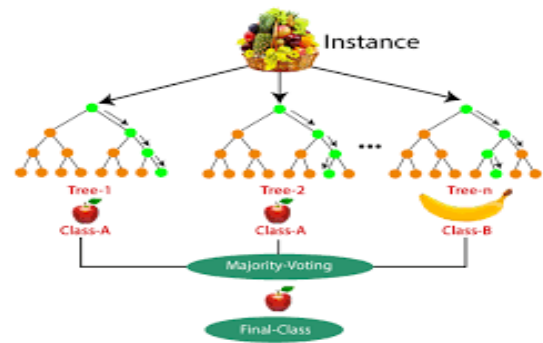 Instance
Tree-1
Tree-2
Tree-n
Class-A
Class-A
Class-B
Majority-Voting
Final-Class